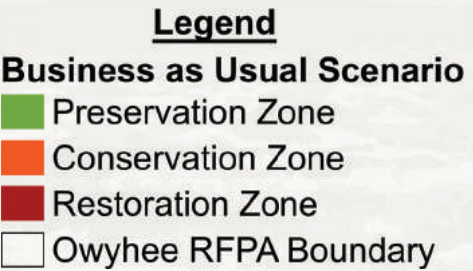 Legend
Business as Usual Scenario
Preservation Zone
Conservation Zone
Restoration Zone
Owyhee RFPA Boundary